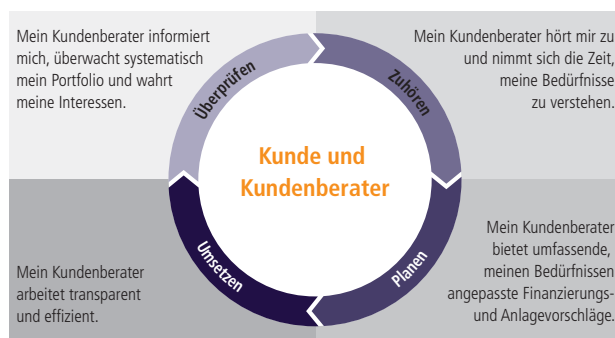 Mein Kundenberater informiert
mich, überwacht systematisch
mein Portfolio und wahrt
meine Interessen.
Mein Kundenberater hört mir zu
und nimmt sich die Zeit,
meine Bedürfnisse
zu verstehen.
Überprüfen
Zuhören
Kunde und
Kundenberater
Umsetzen
Planen
Mein Kundenberater
arbeitet transparent
und effizient.
Mein Kundenberater
bietet umfassende,
meinen Bedürfnissen
angepasste Finanzierungs-
und Anlagevorschläge.